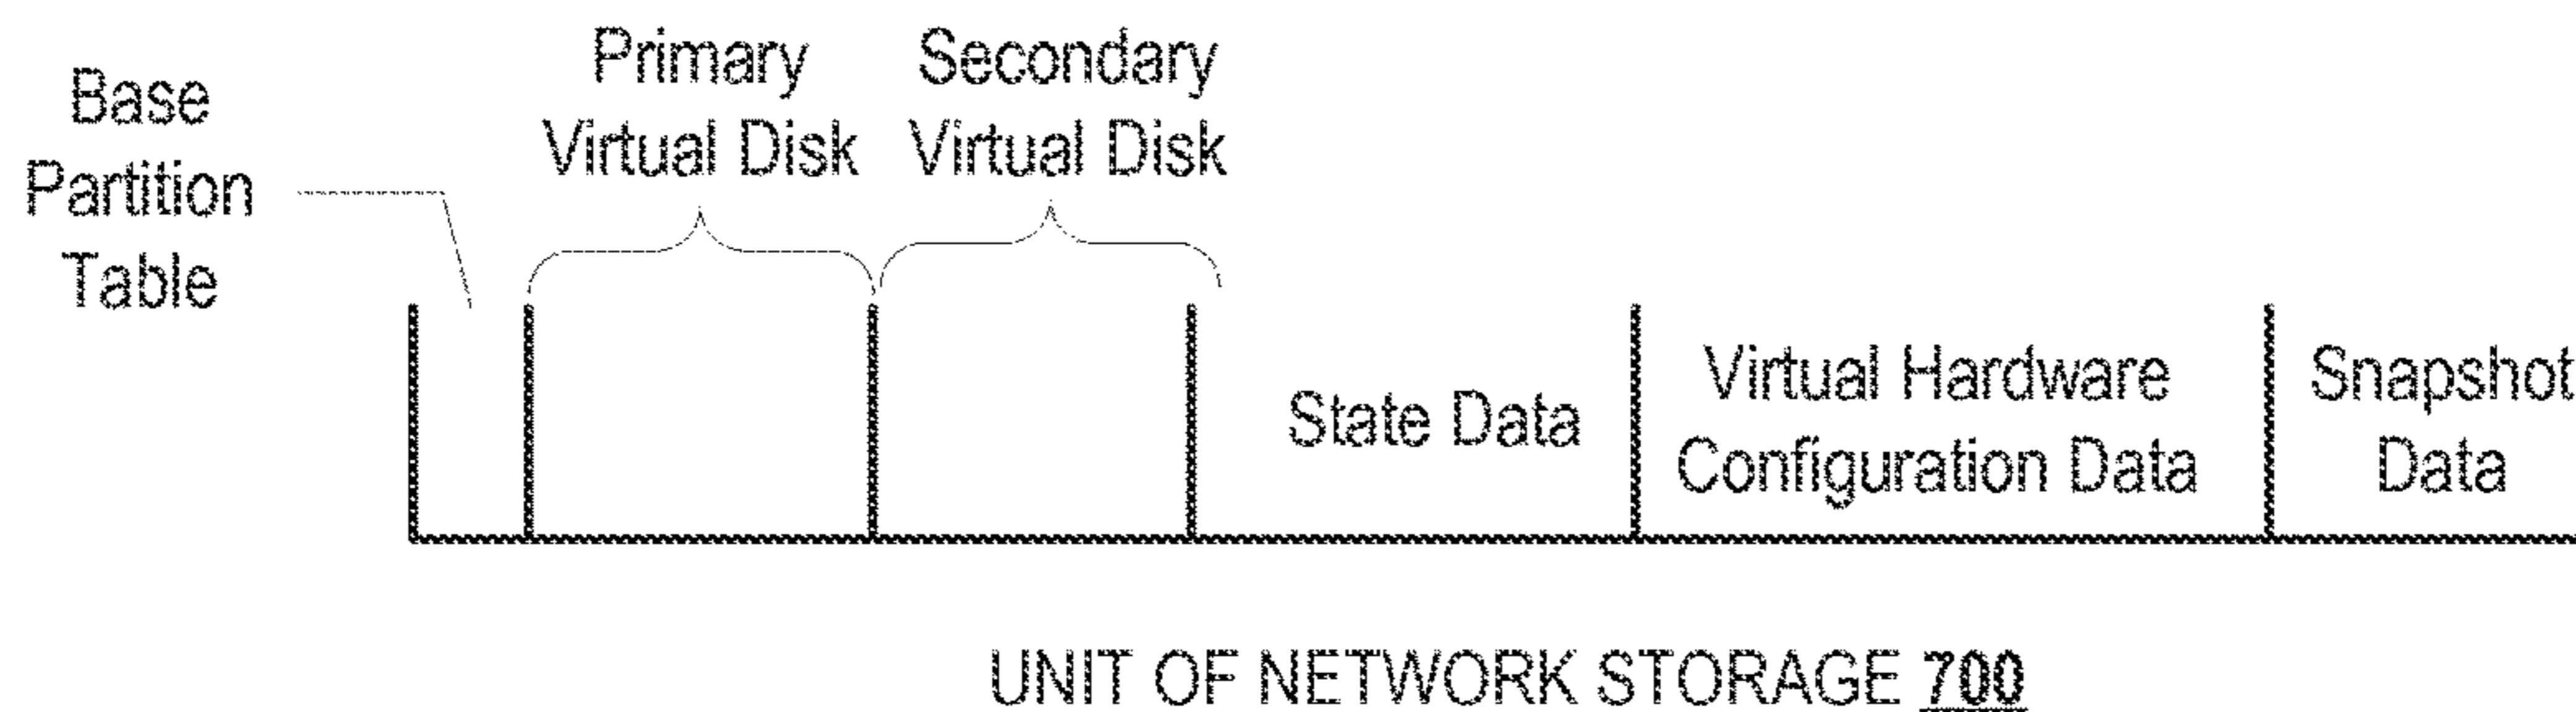 Base
Partition
Table
Primary
Virtual Disk
Secondary
Virtual Disk
State Data
Virtual Hardware
Configuration Data
Snapshot
Data
UNIT OF NETWORK STORAGE 700